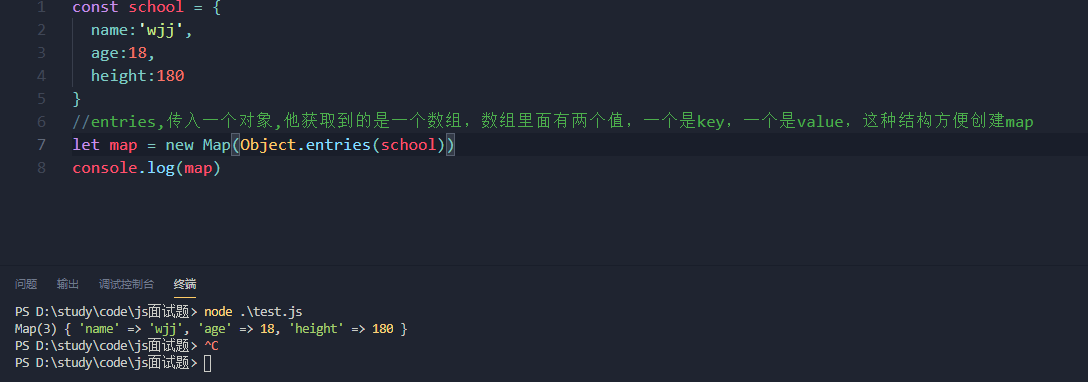 1 const school = {
2 name:'wjj',
3 age:18,
4 height:180
5 }
6 //entries,传入一个对象,他获取到的是一个数组，数组里面有两个值，一个是key，一个是value，这种结构方便创建map
7 let map = new Map(Object.entries(school))
8 console.log(map)
问题 输出 调试控制台 终端
PS D:\study\code\js面试题> node .\test.js
Map(3) { 'name' => 'wjj', 'age' => 18, 'height' => 180 }
PS D:\study\code\js面试题> ^C
PS D:\study\code\js面试题>